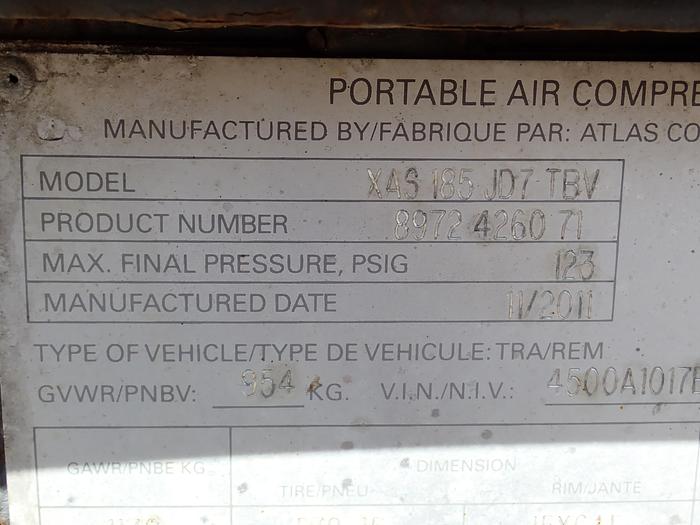 PORTABLE AIR COMPRE
MANUFACTURED BY/FABRIQUE PAR: ATLAS CO
MODEL XAS 185 JD7 TBV
PRODUCT NUMBER 8972 4260 71
MAX. FINAL PRESSURE, PSIG 123
MANUFACTURED DATE 11/2011
TYPE OF VEHICLE/TYPE DE VEHICULE: TRA/REM
GVWR/PNBV: 954 KG. V.I.N./N.I.V.: 4500A1017
GAWR/PNBE KG DIMENSION
TIRE/PNEU RIM/JANTE